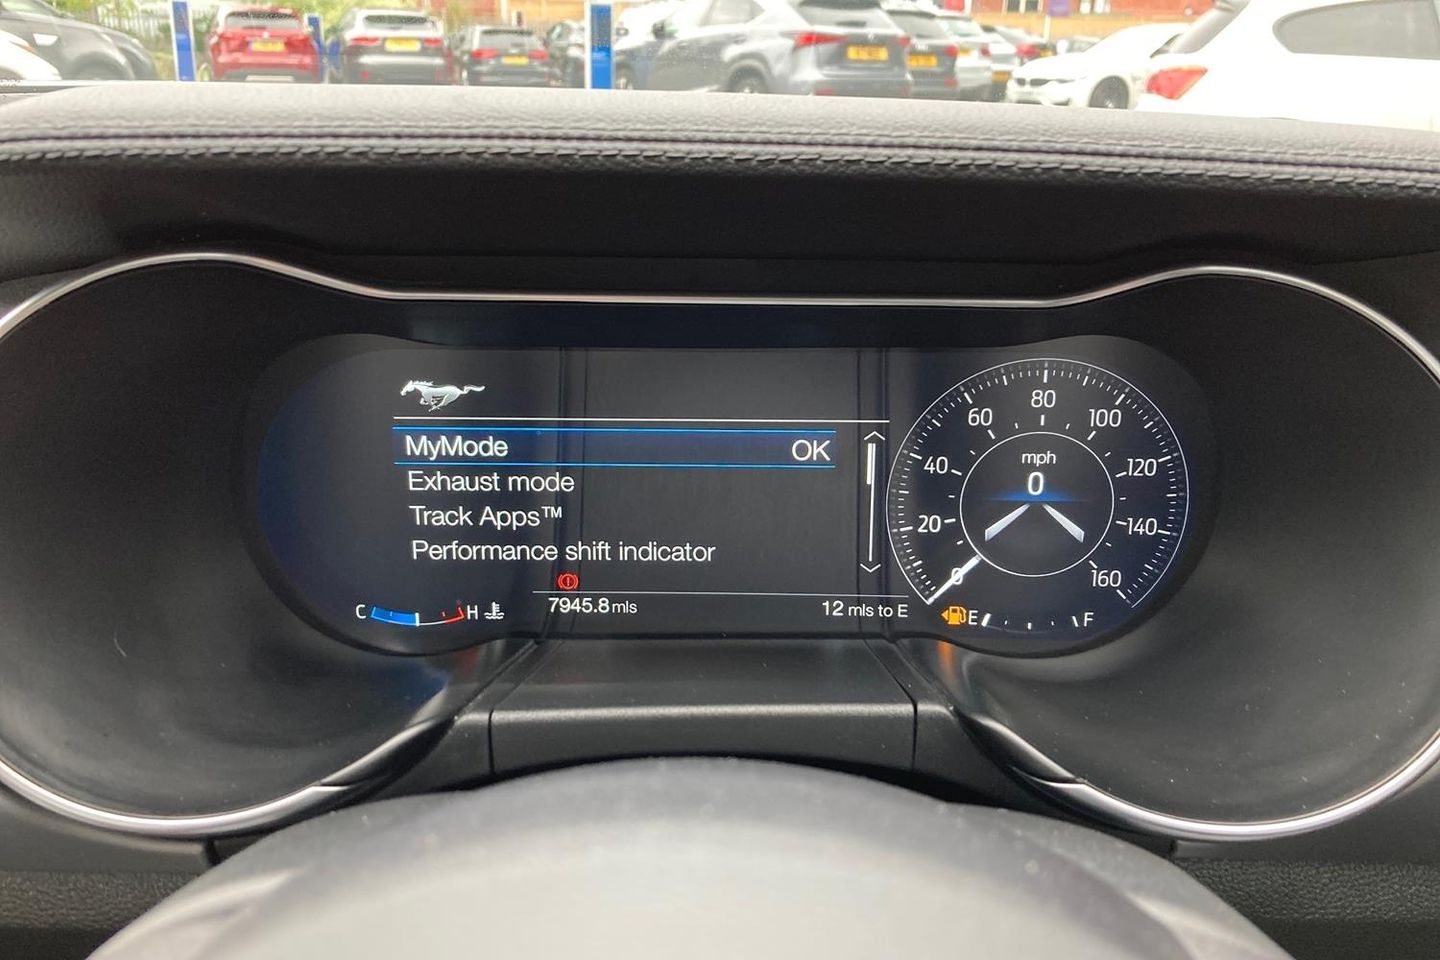 MyMode OK
Exhaust mode
Track Apps™
Performance shift indicator
C H
7945.8 mls
12 mls to E
E F
mph
0
0
20
40
60
80
100
120
140
160